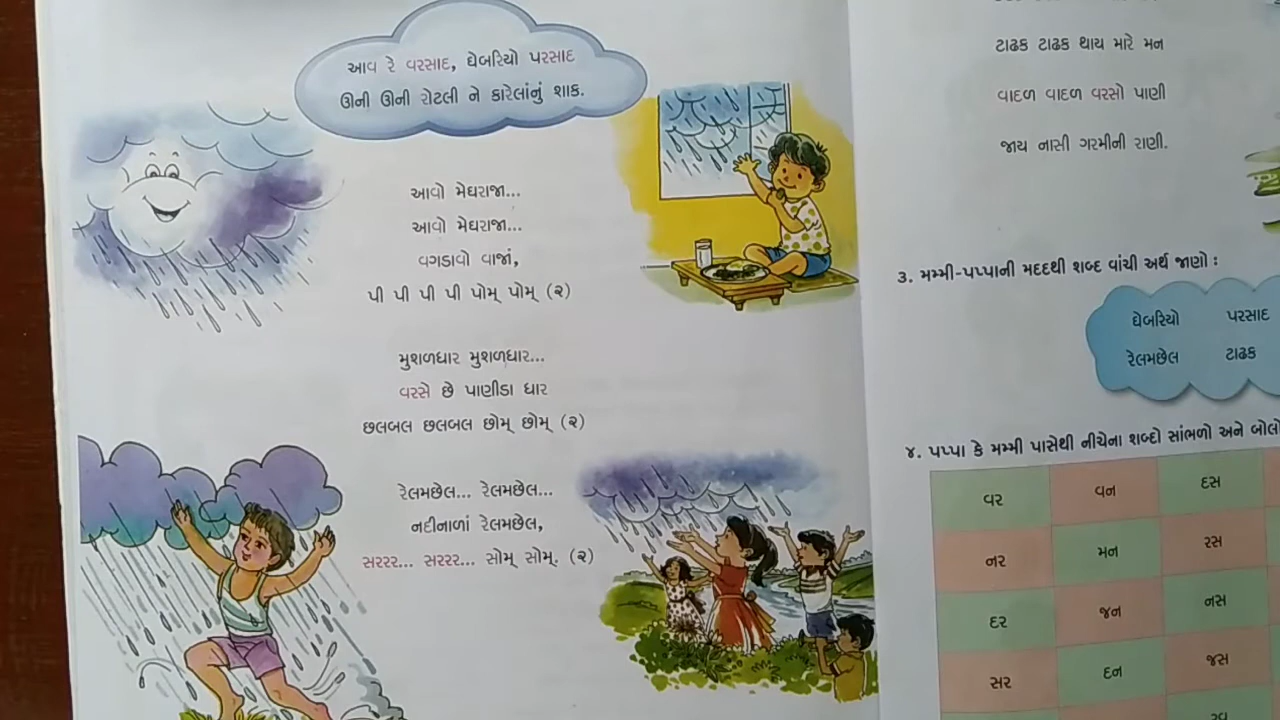 આવ રે વરસાદ, ઘેબરિયો પરસાદ
ઊની ઊની રોટલી ને કારેલાંનું શાક.
આવો મેઘરાજા...
આવો મેઘરાજા...
વગડાવો વાજાં,
પી પી પી પી પોમ્ પોમ્ (૨)
મુશળધાર મુશળધાર...
વરસે છે પાણીડા ધાર
છલબલ છલબલ છોમ્ છોમ્ (૨)
રેલમછેલ... રેલમછેલ...
નદીનાળાં રેલમછેલ,
સરરર... સરરર... સોમ્ સોમ્. (૨)
ટાઢક ટાઢક થાય મારે મન
વાદળ વાદળ વરસો પાણી
જાય નાસી ગરમીની રાણી.
૩. મમ્મી-પપ્પાની મદદથી શબ્દ વાંચી અર્થ જાણો :
ઘેબરિયો પરસાદ
રેલમછેલ ટાઢક
૪. પપ્પા કે મમ્મી પાસેથી નીચેના શબ્દો સાંભળો અને બોલો
વર વન દસ
નર મન રસ
દર જન નસ
સર દન જસ